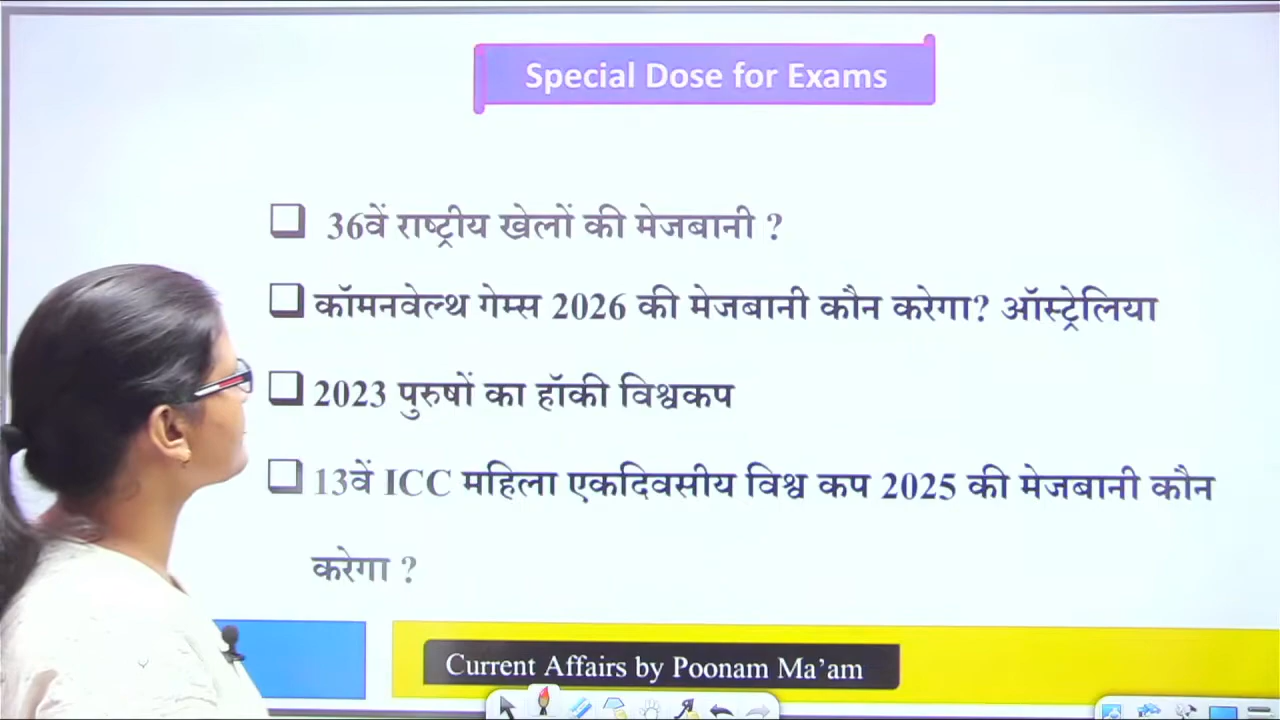 Special Dose for Exams
36वें राष्ट्रीय खेलों की मेजबानी ?
कॉमनवेल्थ गेम्स 2026 की मेजबानी कौन करेगा? ऑस्ट्रेलिया
2023 पुरुषों का हॉकी विश्वकप
13वें ICC महिला एकदिवसीय विश्व कप 2025 की मेजबानी कौन
करेगा ?
Current Affairs by Poonam Ma’am